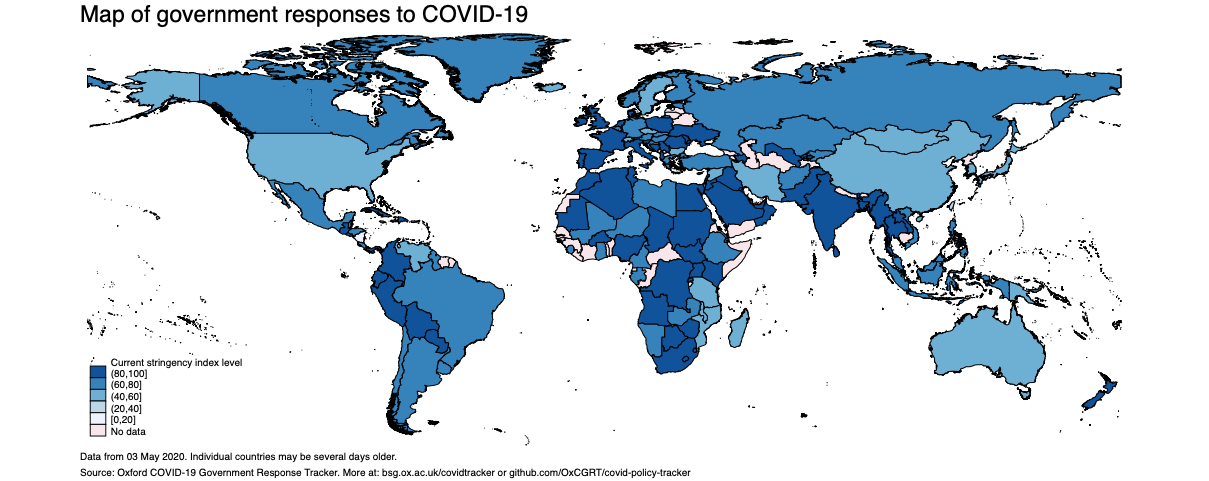 Map of government responses to COVID-19
Current stringency index level
(80,100]
(60,80]
(40,60]
(20,40]
[0,20]
No data
Data from 03 May 2020. Individual countries may be several days older.
Source: Oxford COVID-19 Government Response Tracker. More at: bsg.ox.ac.uk/covidtracker or github.com/OxCGRT/covid-policy-tracker